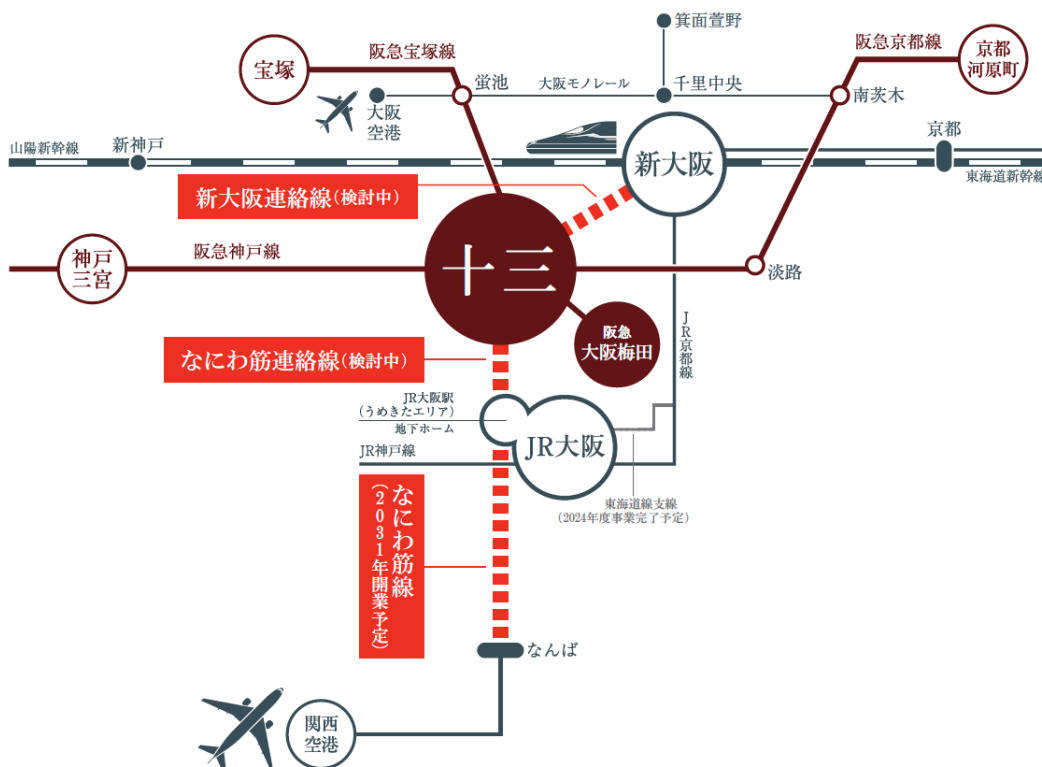 箕面萱野
阪急宝塚線
阪急京都線
宝塚
京都
河原町
蛍池
大阪モノレール
千里中央
南茨木
大阪
空港
山陽新幹線
新神戸
新大阪
京都
東海道新幹線
新大阪連絡線(検討中)
神戸
三宮
阪急神戸線
十三
淡路
阪急
大阪梅田
JR京都線
なにわ筋連絡線(検討中)
JR大阪駅
(うめきたエリア)
地下ホーム
JR大阪
JR神戸線
東海道線支線
(2024年度事業完了予定)
なにわ筋線
(2031年開業予定)
なんば
関西
空港